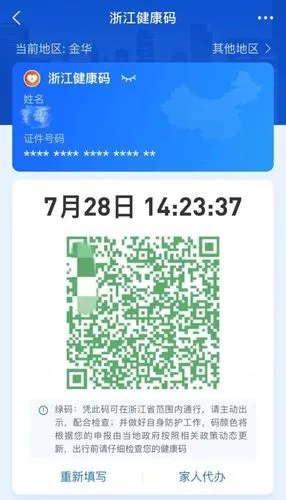 浙江健康码
当前地区: 金华
其他地区
浙江健康码
姓名
证件号码
**** **** **** **** **
7月28日 14:23:37
绿码：凭此码可在浙江省范围内通行，请主动出
示，配合检查；并做好自身防护工作，码颜色将
根据您的申报由当地政府按照相关政策动态更
新，出行前请仔细检查您的健康码
重新填写
家人代办